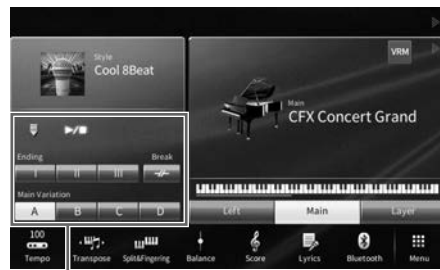 Style
Cool 8Beat
VRM
Main
CFX Concert Grand
Ending
Break
I
II
III
Main Variation
A
B
C
D
Left
Main
Layer
100
Tempo
Transpose
Split&Fingering
Balance
Score
Lyrics
Bluetooth
Menu